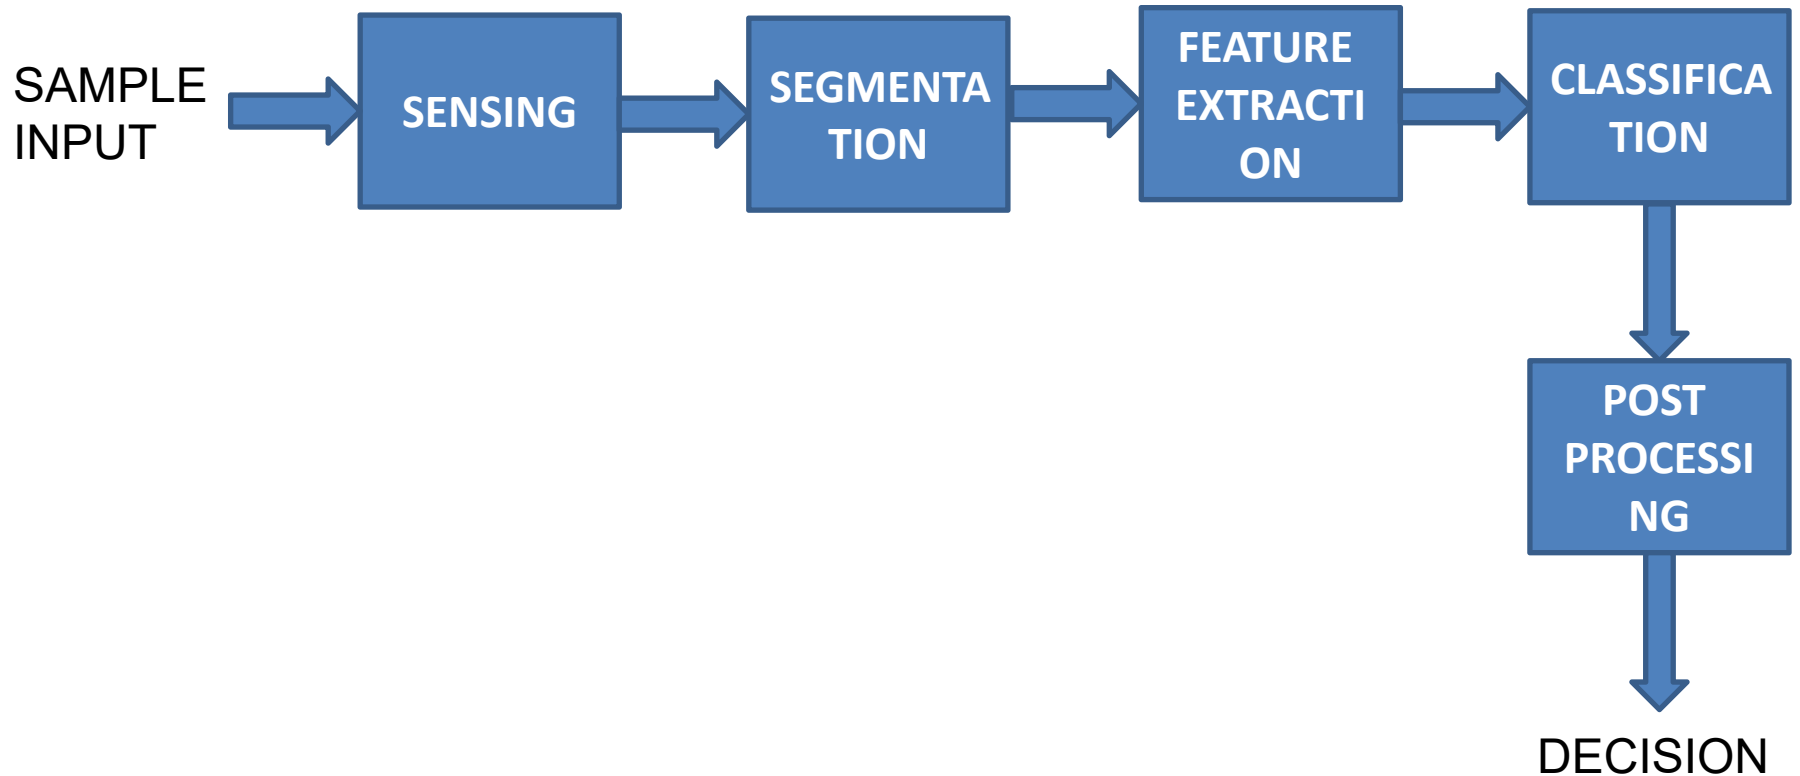 SAMPLE
INPUT
SENSING
SEGMENTA
TION
FEATURE
EXTRACTI
ON
CLASSIFICA
TION
POST
PROCESSI
NG
DECISION